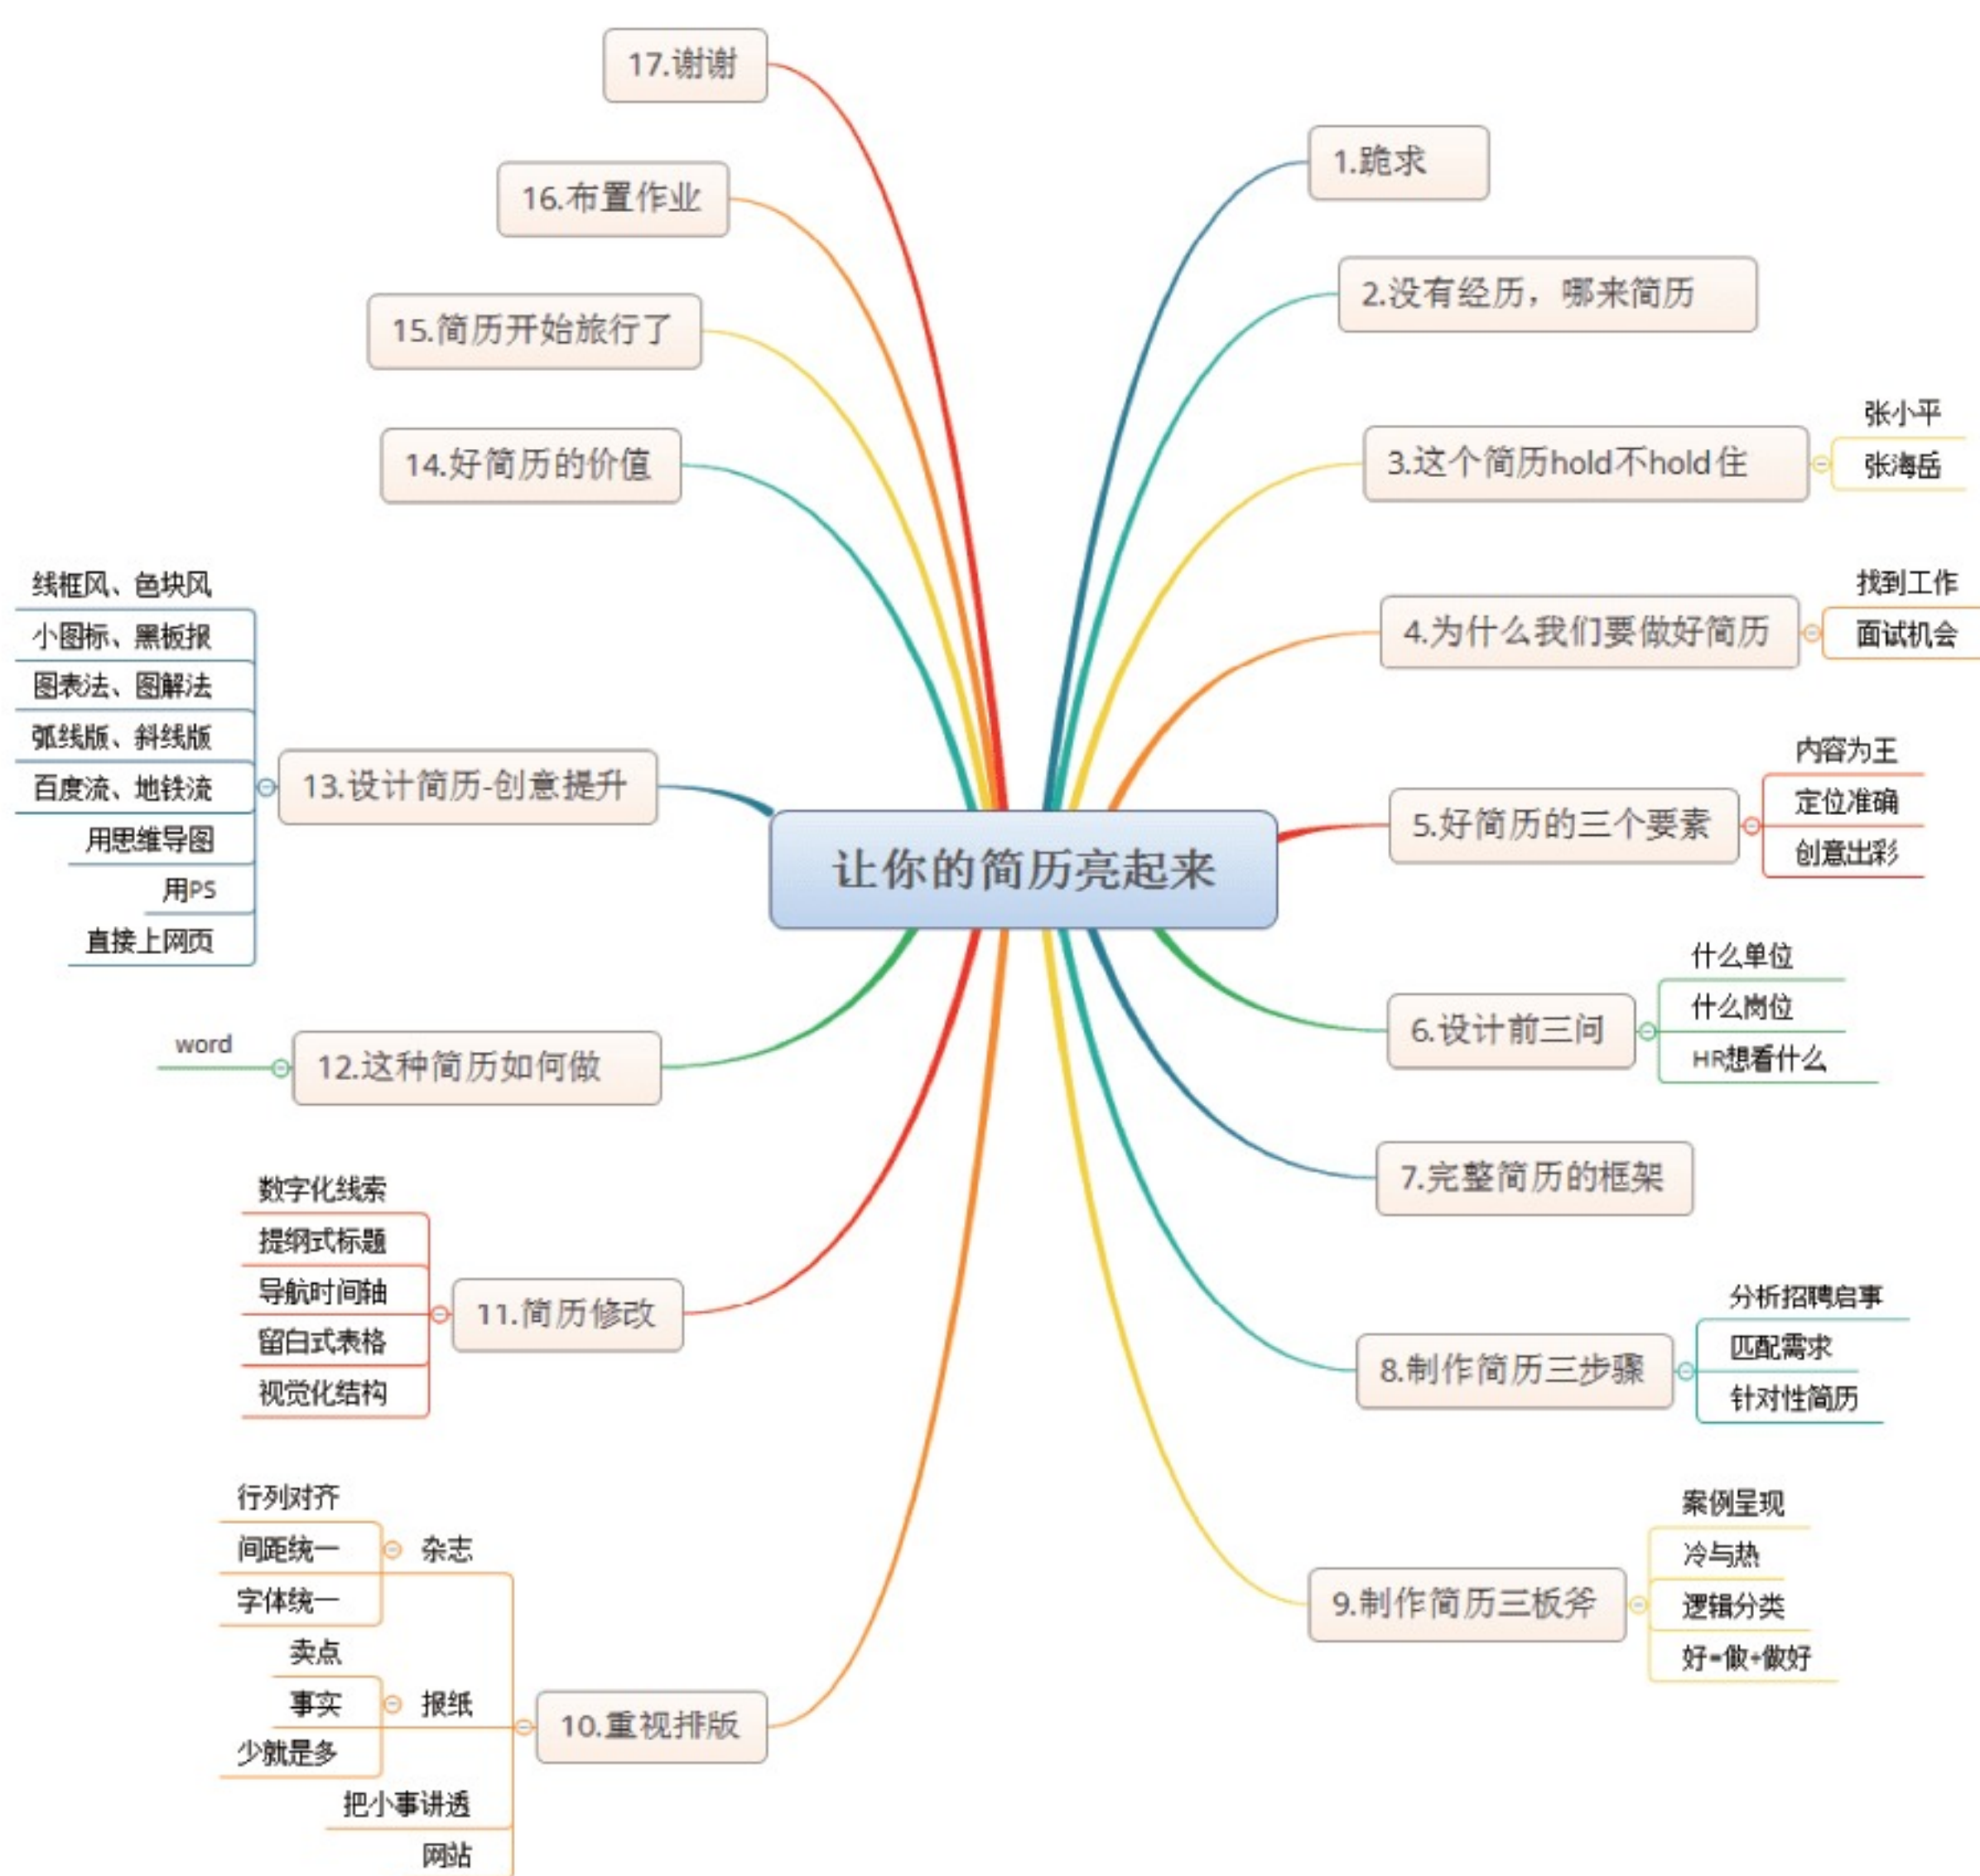 让你的简历亮起来
1.跪求
2.没有经历，哪来简历
3.这个简历hold不hold住
张小平
张海岳
4.为什么我们要做好简历
找到工作
面试机会
5.好简历的三个要素
内容为王
定位准确
创意出彩
6.设计前三问
什么单位
什么岗位
HR想看什么
7.完整简历的框架
8.制作简历三步骤
分析招聘启事
匹配需求
针对性简历
9.制作简历三板斧
案例呈现
冷与热
逻辑分类
好=做+做好
10.重视排版
杂志
行列对齐
间距统一
字体统一
报纸
卖点
事实
少就是多
把小事讲透
网站
11.简历修改
数字化线索
提纲式标题
导航时间轴
留白式表格
视觉化结构
12.这种简历如何做
word
13.设计简历-创意提升
线框风、色块风
小图标、黑板报
图表法、图解法
弧线版、斜线版
百度流、地铁流
用思维导图
用PS
直接上网页
14.好简历的价值
15.简历开始旅行了
16.布置作业
17.谢谢